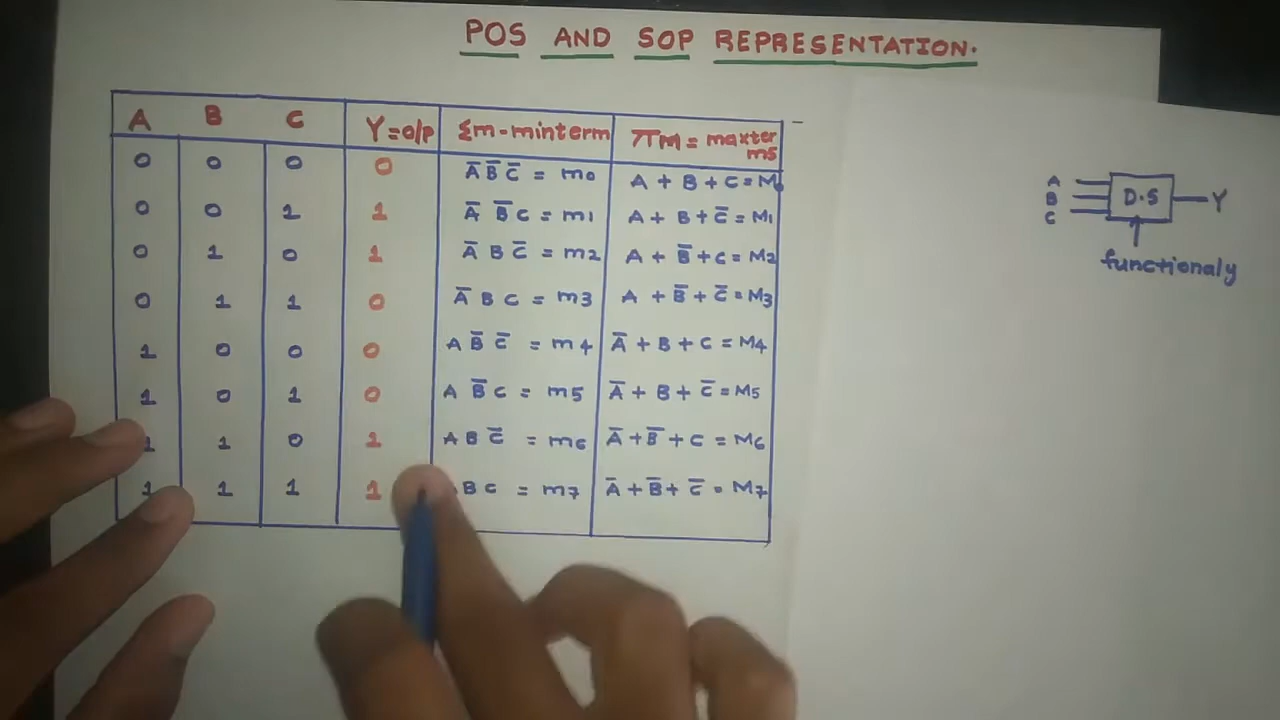 POS AND SOP REPRESENTATION.
A B C Y=o/p Σm-minterm πM = maxter
ms
0 0 0 0 A̅ B̅ C̅ = m0 A + B + C = M0
0 0 1 1 A̅ B̅ C = m1 A + B + C̅ = M1
0 1 0 1 A̅ B C̅ = m2 A + B̅ + C = M2
0 1 1 0 A̅ B C = m3 A + B̅ + C̅ = M3
1 0 0 0 A B̅ C̅ = m4 A̅ + B + C = M4
1 0 1 0 A B̅ C = m5 A̅ + B + C̅ = M5
1 1 0 1 A B C̅ = m6 A̅ + B̅ + C = M6
1 1 1 1 B C = m7 A̅ + B̅ + C̅ = M7
A
B
C
D.S
Y
functionaly